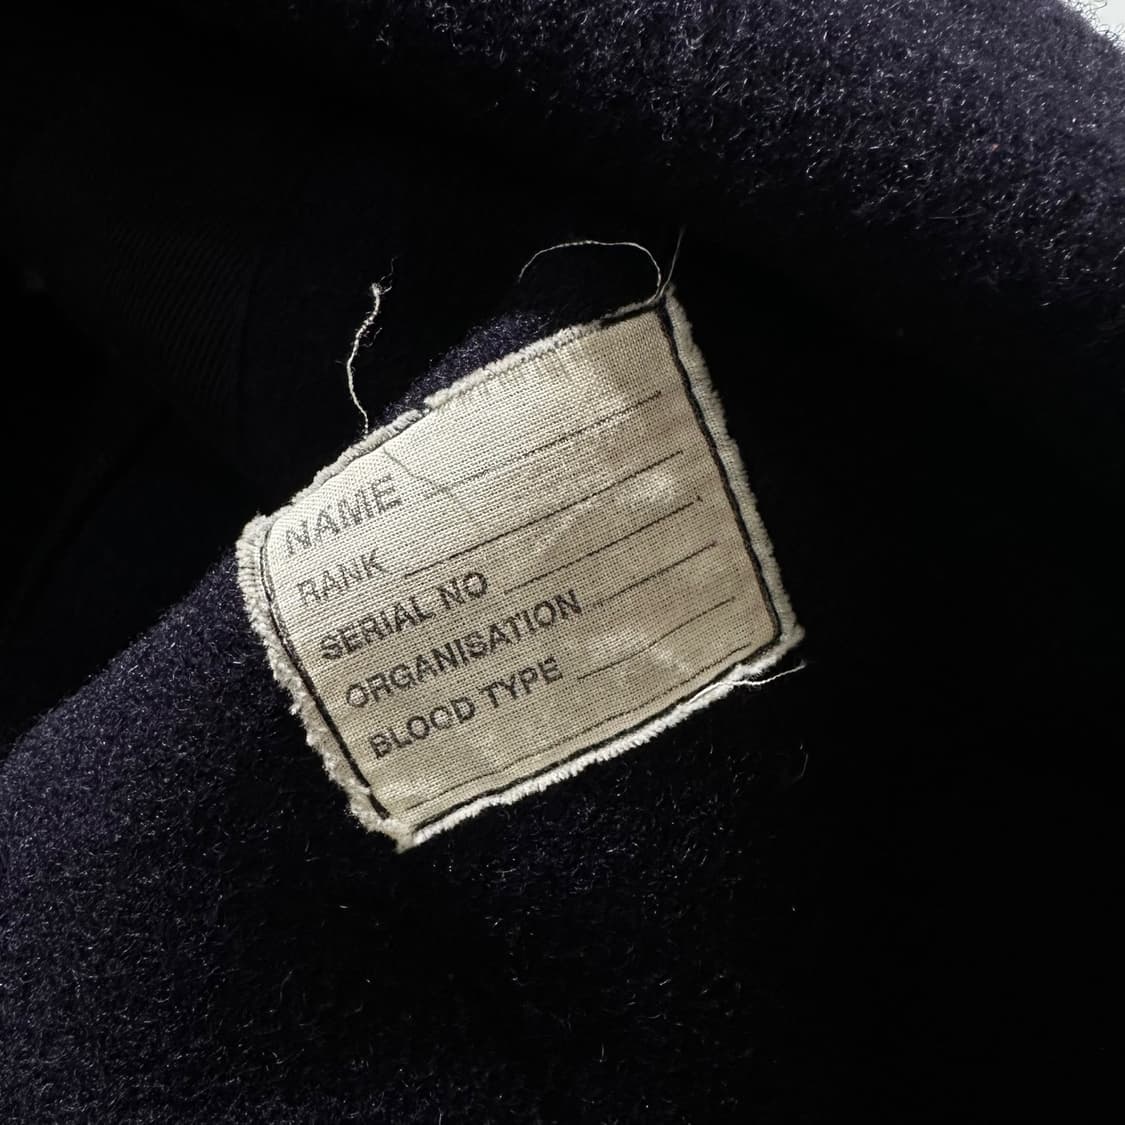 NAME
RANK
SERIAL NO
ORGANISATION
BLOOD TYPE